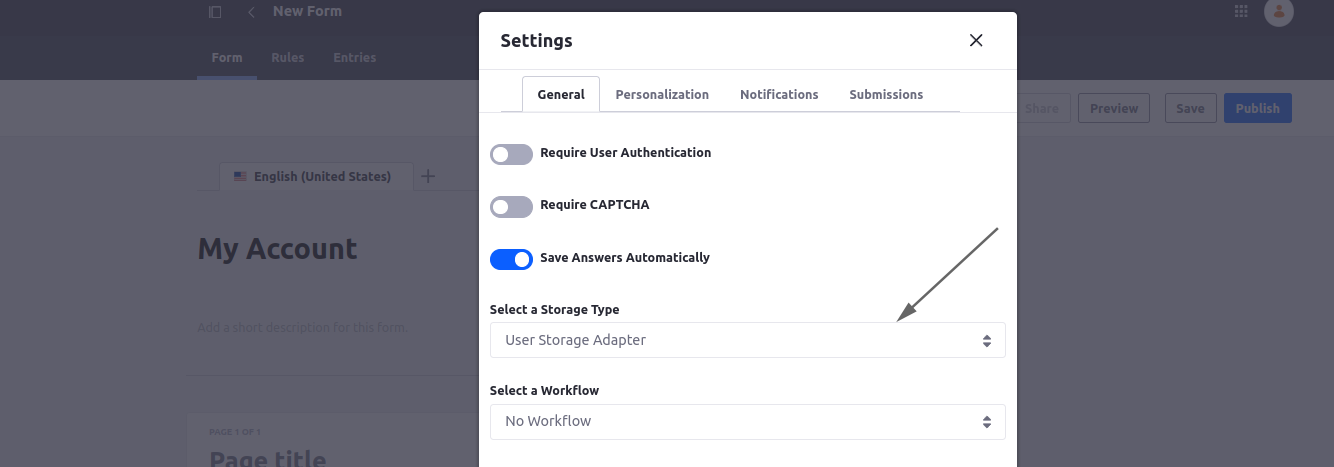 New Form
Form Rules Entries
Share Preview Save Publish
English (United States)
My Account
Add a short description for this form.
PAGE 1 OF 1
Page title
Settings
General Personalization Notifications Submissions
Require User Authentication
Require CAPTCHA
Save Answers Automatically
Select a Storage Type
User Storage Adapter
Select a Workflow
No Workflow